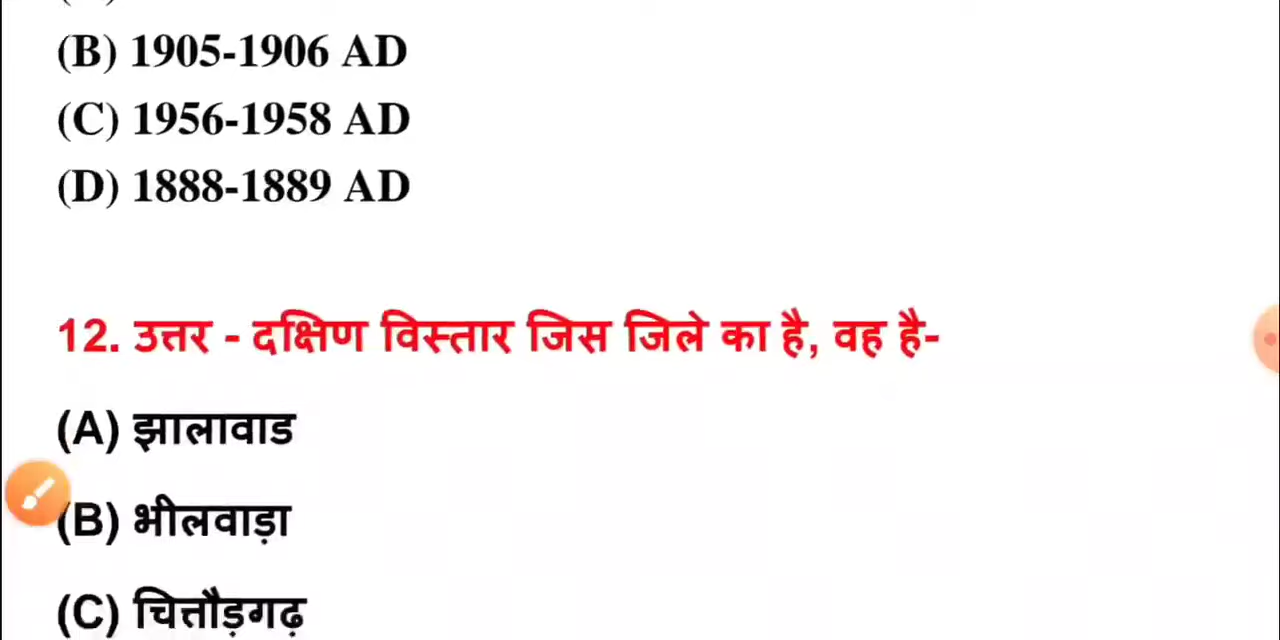 (B) 1905-1906 AD
(C) 1956-1958 AD
(D) 1888-1889 AD
12. उत्तर - दक्षिण विस्तार जिस जिले का है, वह है-
(A) झालावाड
(B) भीलवाड़ा
(C) चित्तौड़गढ़